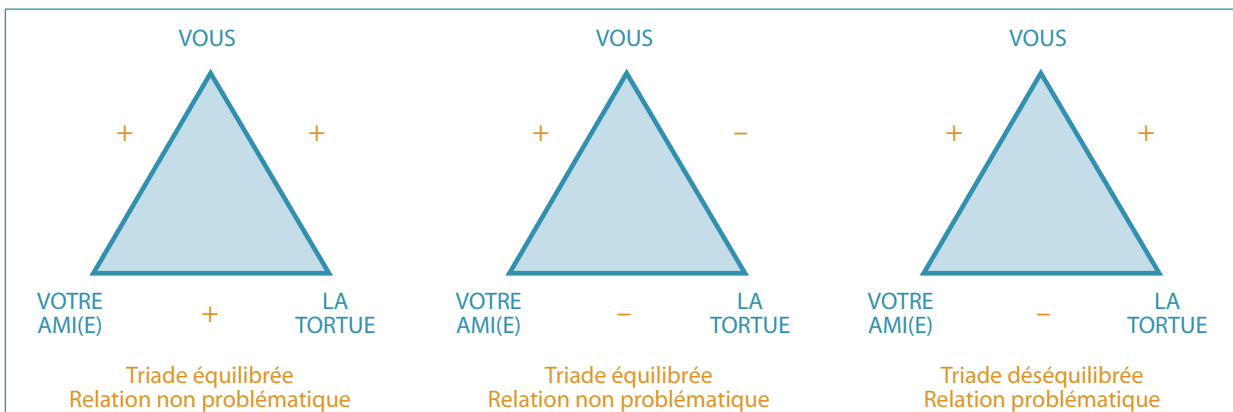 VOUS
+ +
VOTRE AMI(E)
+
LA TORTUE
Triade équilibrée
Relation non problématique
VOUS
+ –
VOTRE AMI(E)
–
LA TORTUE
Triade équilibrée
Relation non problématique
VOUS
+ +
VOTRE AMI(E)
–
LA TORTUE
Triade déséquilibrée
Relation problématique